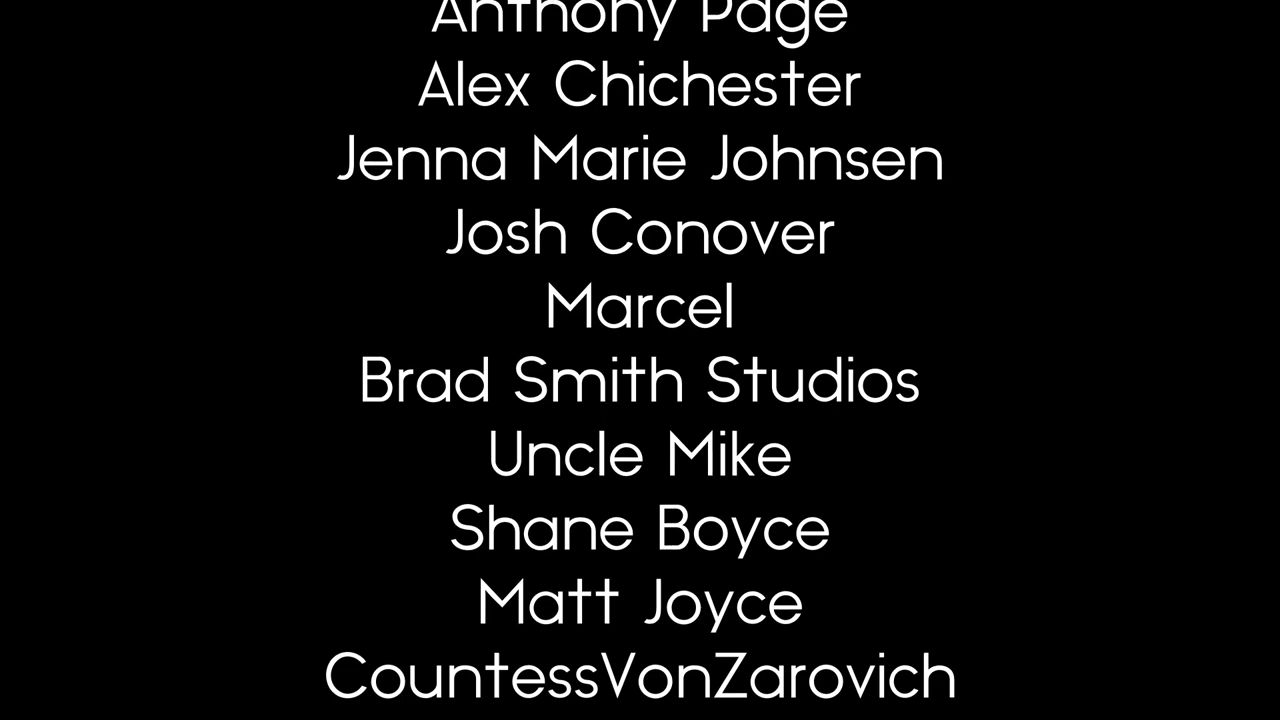 Anthony Page
Alex Chichester
Jenna Marie Johnsen
Josh Conover
Marcel
Brad Smith Studios
Uncle Mike
Shane Boyce
Matt Joyce
CountessVonZarovich